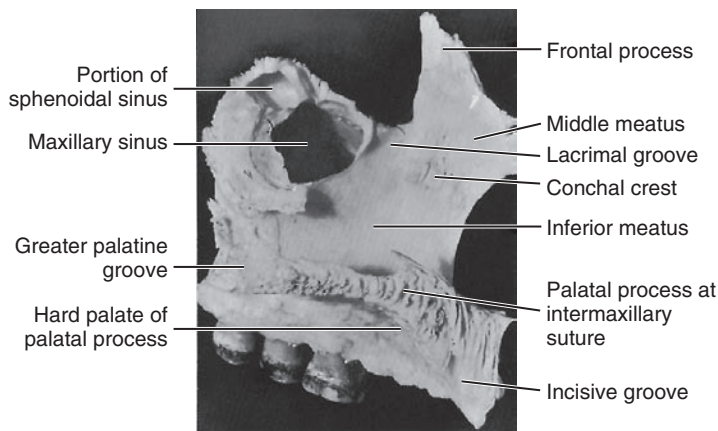 Portion of
sphenoidal sinus
Maxillary sinus
Greater palatine
groove
Hard palate of
palatal process
Frontal process
Middle meatus
Lacrimal groove
Conchal crest
Inferior meatus
Palatal process at
intermaxillary
suture
Incisive groove